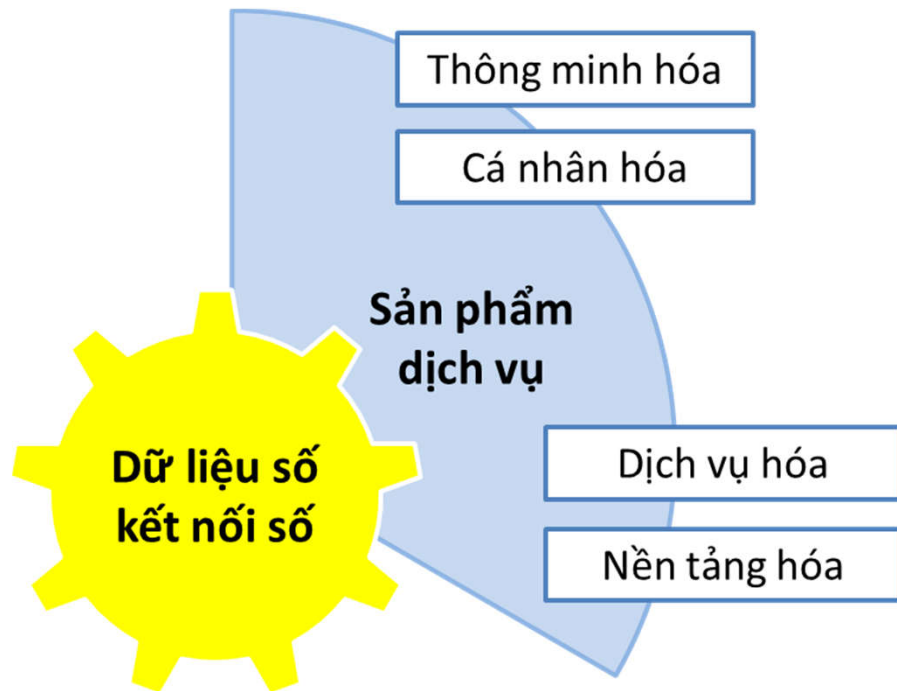 Thông minh hóa
Cá nhân hóa
Sản phẩm
dịch vụ
Dữ liệu số
kết nối số
Dịch vụ hóa
Nền tảng hóa